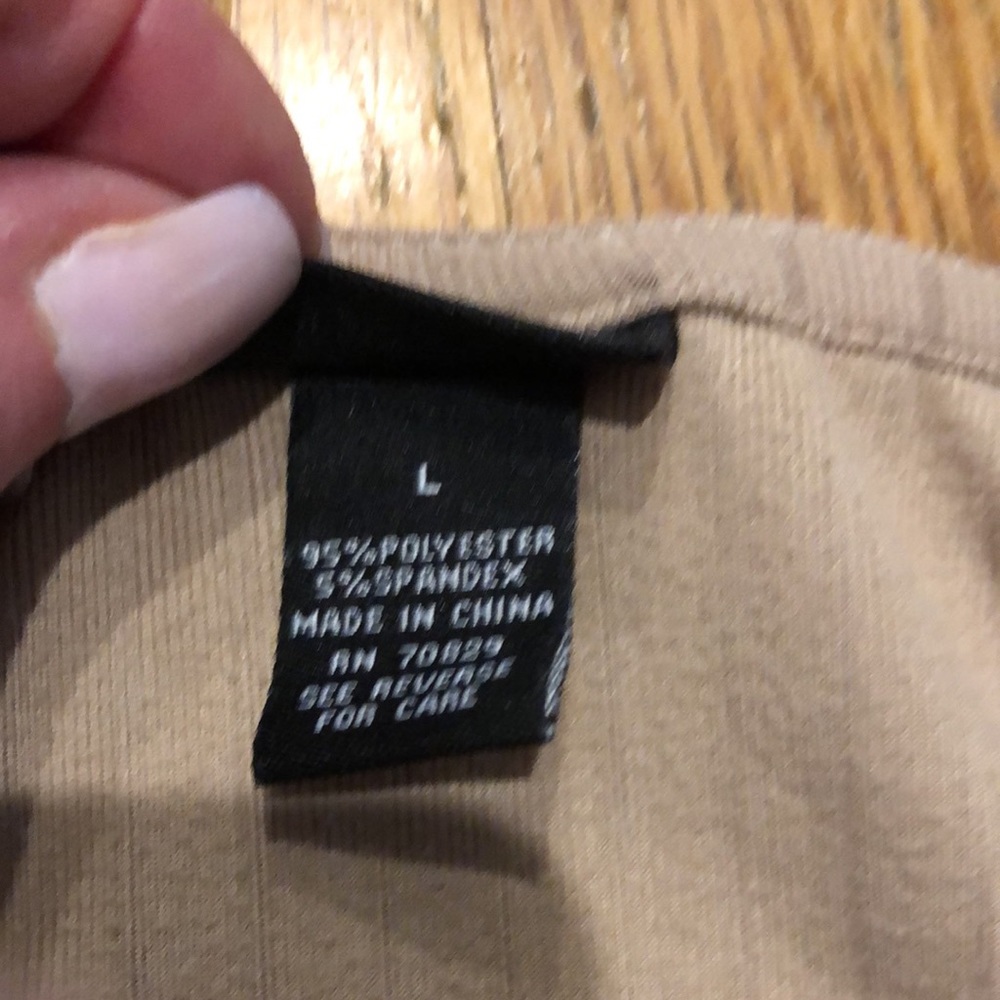 L
95%POLYESTER
5%SPANDEX
MADE IN CHINA
RN 70829
SEE REVERSE
FOR CARE